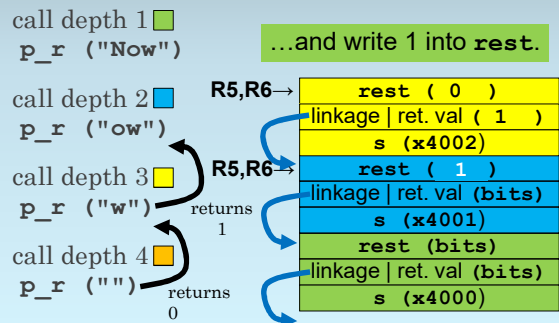 call depth 1
p_r ("Now")
call depth 2
p_r ("ow")
call depth 3
p_r ("w")
returns
1
call depth 4
p_r ("")
returns
0
…and write 1 into rest.
R5,R6→
rest ( 0 )
linkage | ret. val ( 1 )
s (x4002)
R5,R6→
rest ( 1 )
linkage | ret. val (bits)
s (x4001)
rest (bits)
linkage | ret. val (bits)
s (x4000)